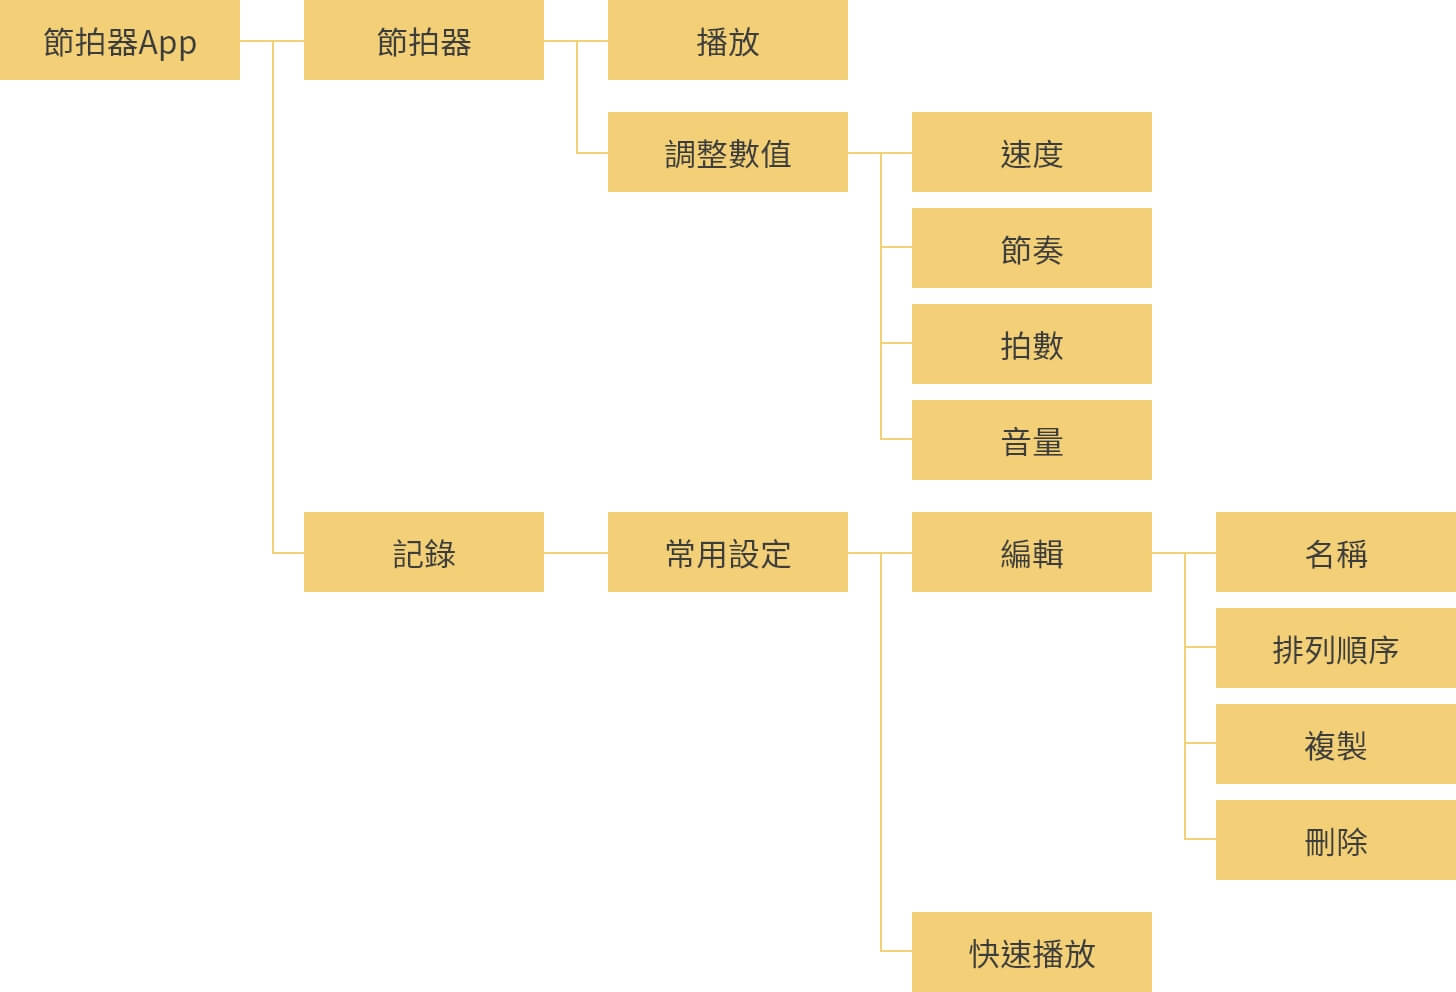 節拍器App
節拍器
播放
調整數值
速度
節奏
拍數
音量
記錄
常用設定
編輯
名稱
排列順序
複製
刪除
快速播放